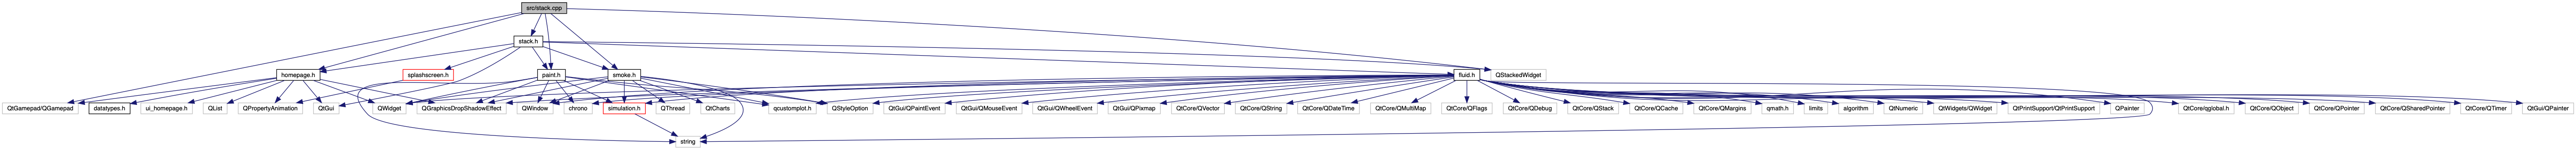 src/stack.cpp
stack.h
homepage.h
splashscreen.h
paint.h
smoke.h
fluid.h
QStackedWidget
QtGamepad/QGamepad
datatypes.h
ui_homepage.h
QList
QPropertyAnimation
QtGui
QWidget
QGraphicsDropShadowEffect
QWindow
chrono
simulation.h
QThread
QtCharts
qcustomplot.h
QStyleOption
QtGui/QPaintEvent
QtGui/QMouseEvent
QtGui/QWheelEvent
QtGui/QPixmap
QtCore/QVector
QtCore/QString
QtCore/QDateTime
QtCore/QMultiMap
QtCore/QFlags
QtCore/QDebug
QtCore/QStack
QtCore/QCache
QtCore/QMargins
qmath.h
limits
algorithm
QtNumeric
QtWidgets/QWidget
QtPrintSupport/QtPrintSupport
QPainter
QtCore/qglobal.h
QtCore/QObject
QtCore/QPointer
QtCore/QSharedPointer
QtCore/QTimer
QtGui/QPainter
string